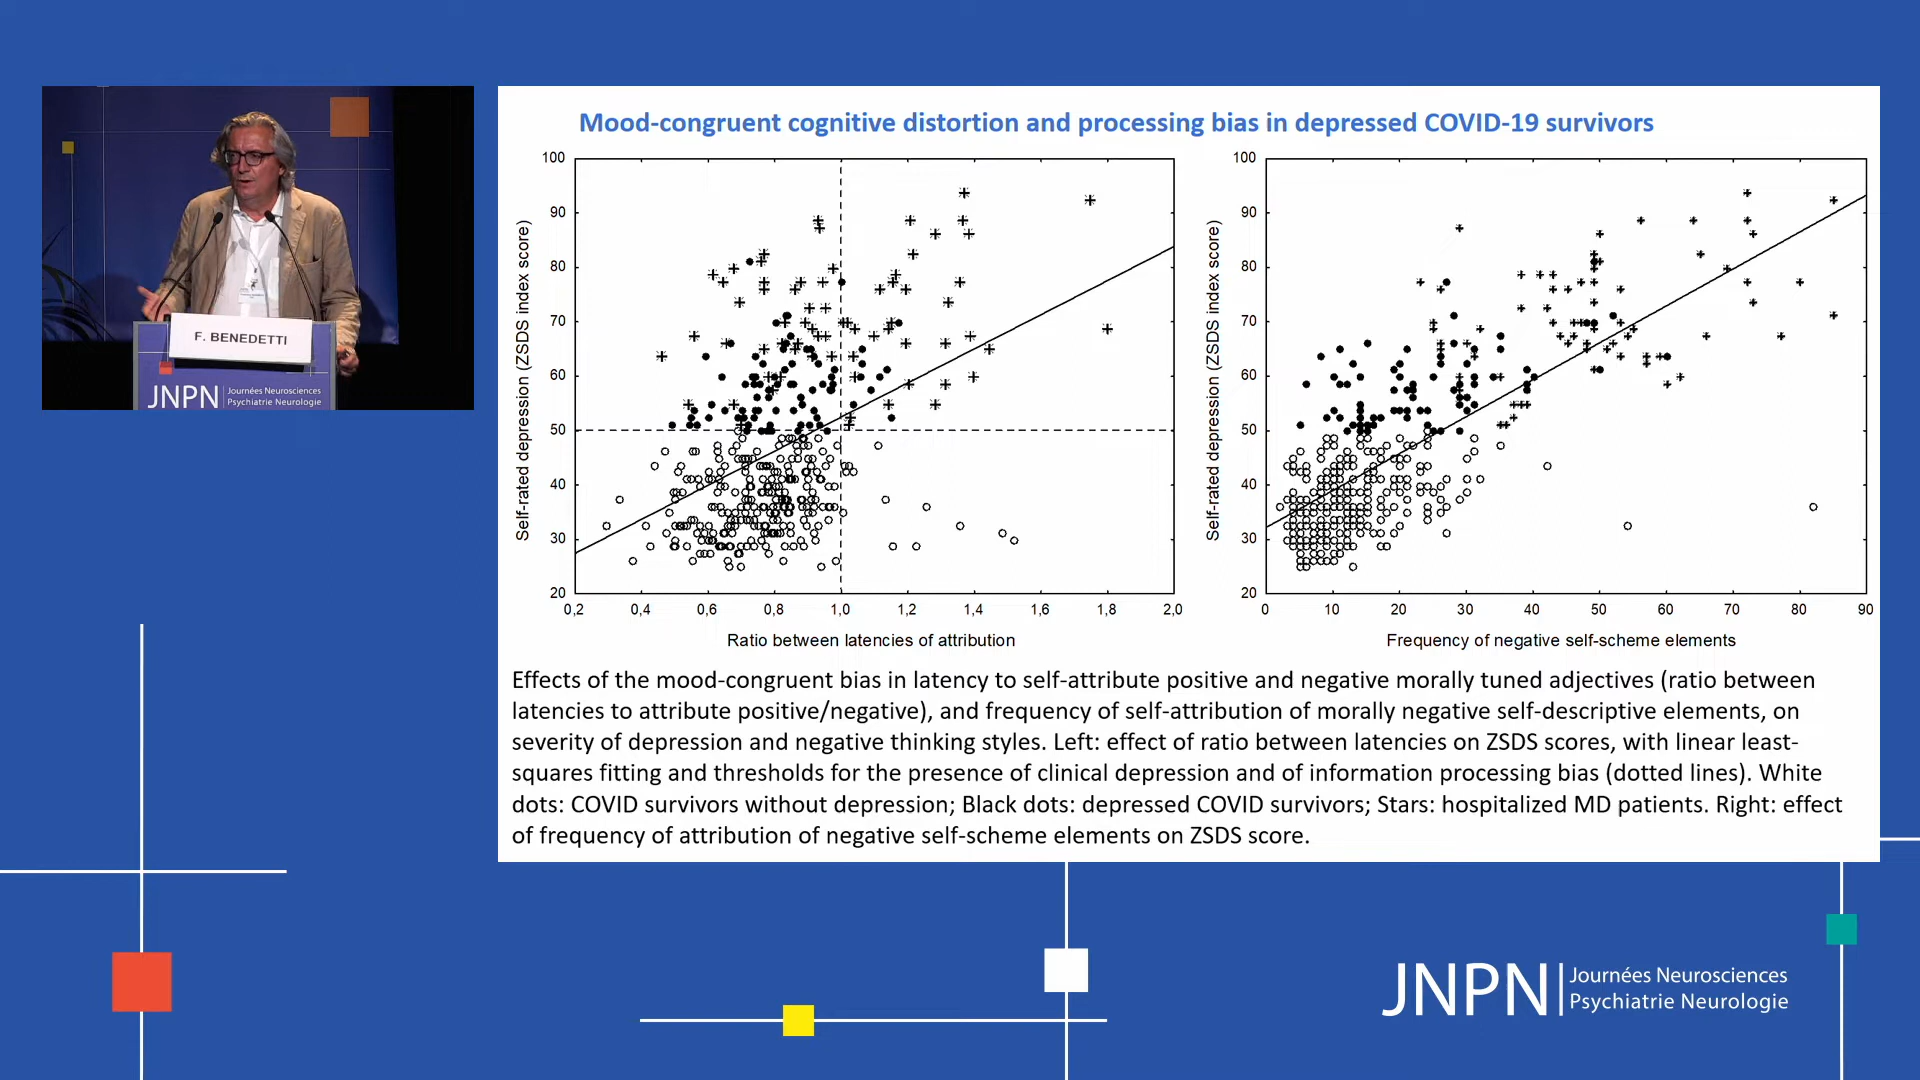 F. BENEDETTI
JNPN Journées Neurosciences
Psychiatrie Neurologie
Mood-congruent cognitive distortion and processing bias in depressed COVID-19 survivors
Self-rated depression (ZSDS index score)
100
90
80
70
60
50
40
30
20
0,2 0,4 0,6 0,8 1,0 1,2 1,4 1,6 1,8 2,0
Ratio between latencies of attribution
Self-rated depression (ZSDS index score)
100
90
80
70
60
50
40
30
20
0 10 20 30 40 50 60 70 80 90
Frequency of negative self-scheme elements
Effects of the mood-congruent bias in latency to self-attribute positive and negative morally tuned adjectives (ratio between
latencies to attribute positive/negative), and frequency of self-attribution of morally negative self-descriptive elements, on
severity of depression and negative thinking styles. Left: effect of ratio between latencies on ZSDS scores, with linear least-
squares fitting and thresholds for the presence of clinical depression and of information processing bias (dotted lines). White
dots: COVID survivors without depression; Black dots: depressed COVID survivors; Stars: hospitalized MD patients. Right: effect
of frequency of attribution of negative self-scheme elements on ZSDS score.
JNPN Journées Neurosciences
Psychiatrie Neurologie